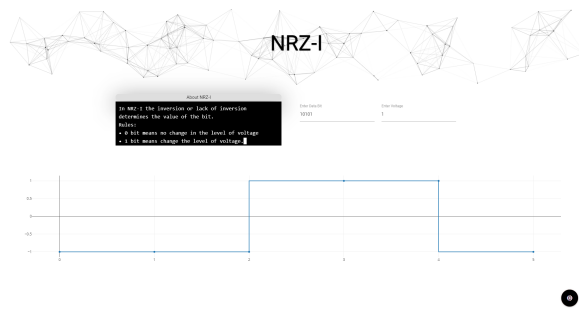 NRZ-I
About NRZ-I
In NRZ-I the inversion or lack of inversion
determines the value of the bit.
Rules:
• 0 bit means no change in the level of voltage
• 1 bit means change the level of voltage.
Enter Data Bit
10101
Enter Voltage
1
1
0.5
0
−0.5
−1
0
1
2
3
4
5